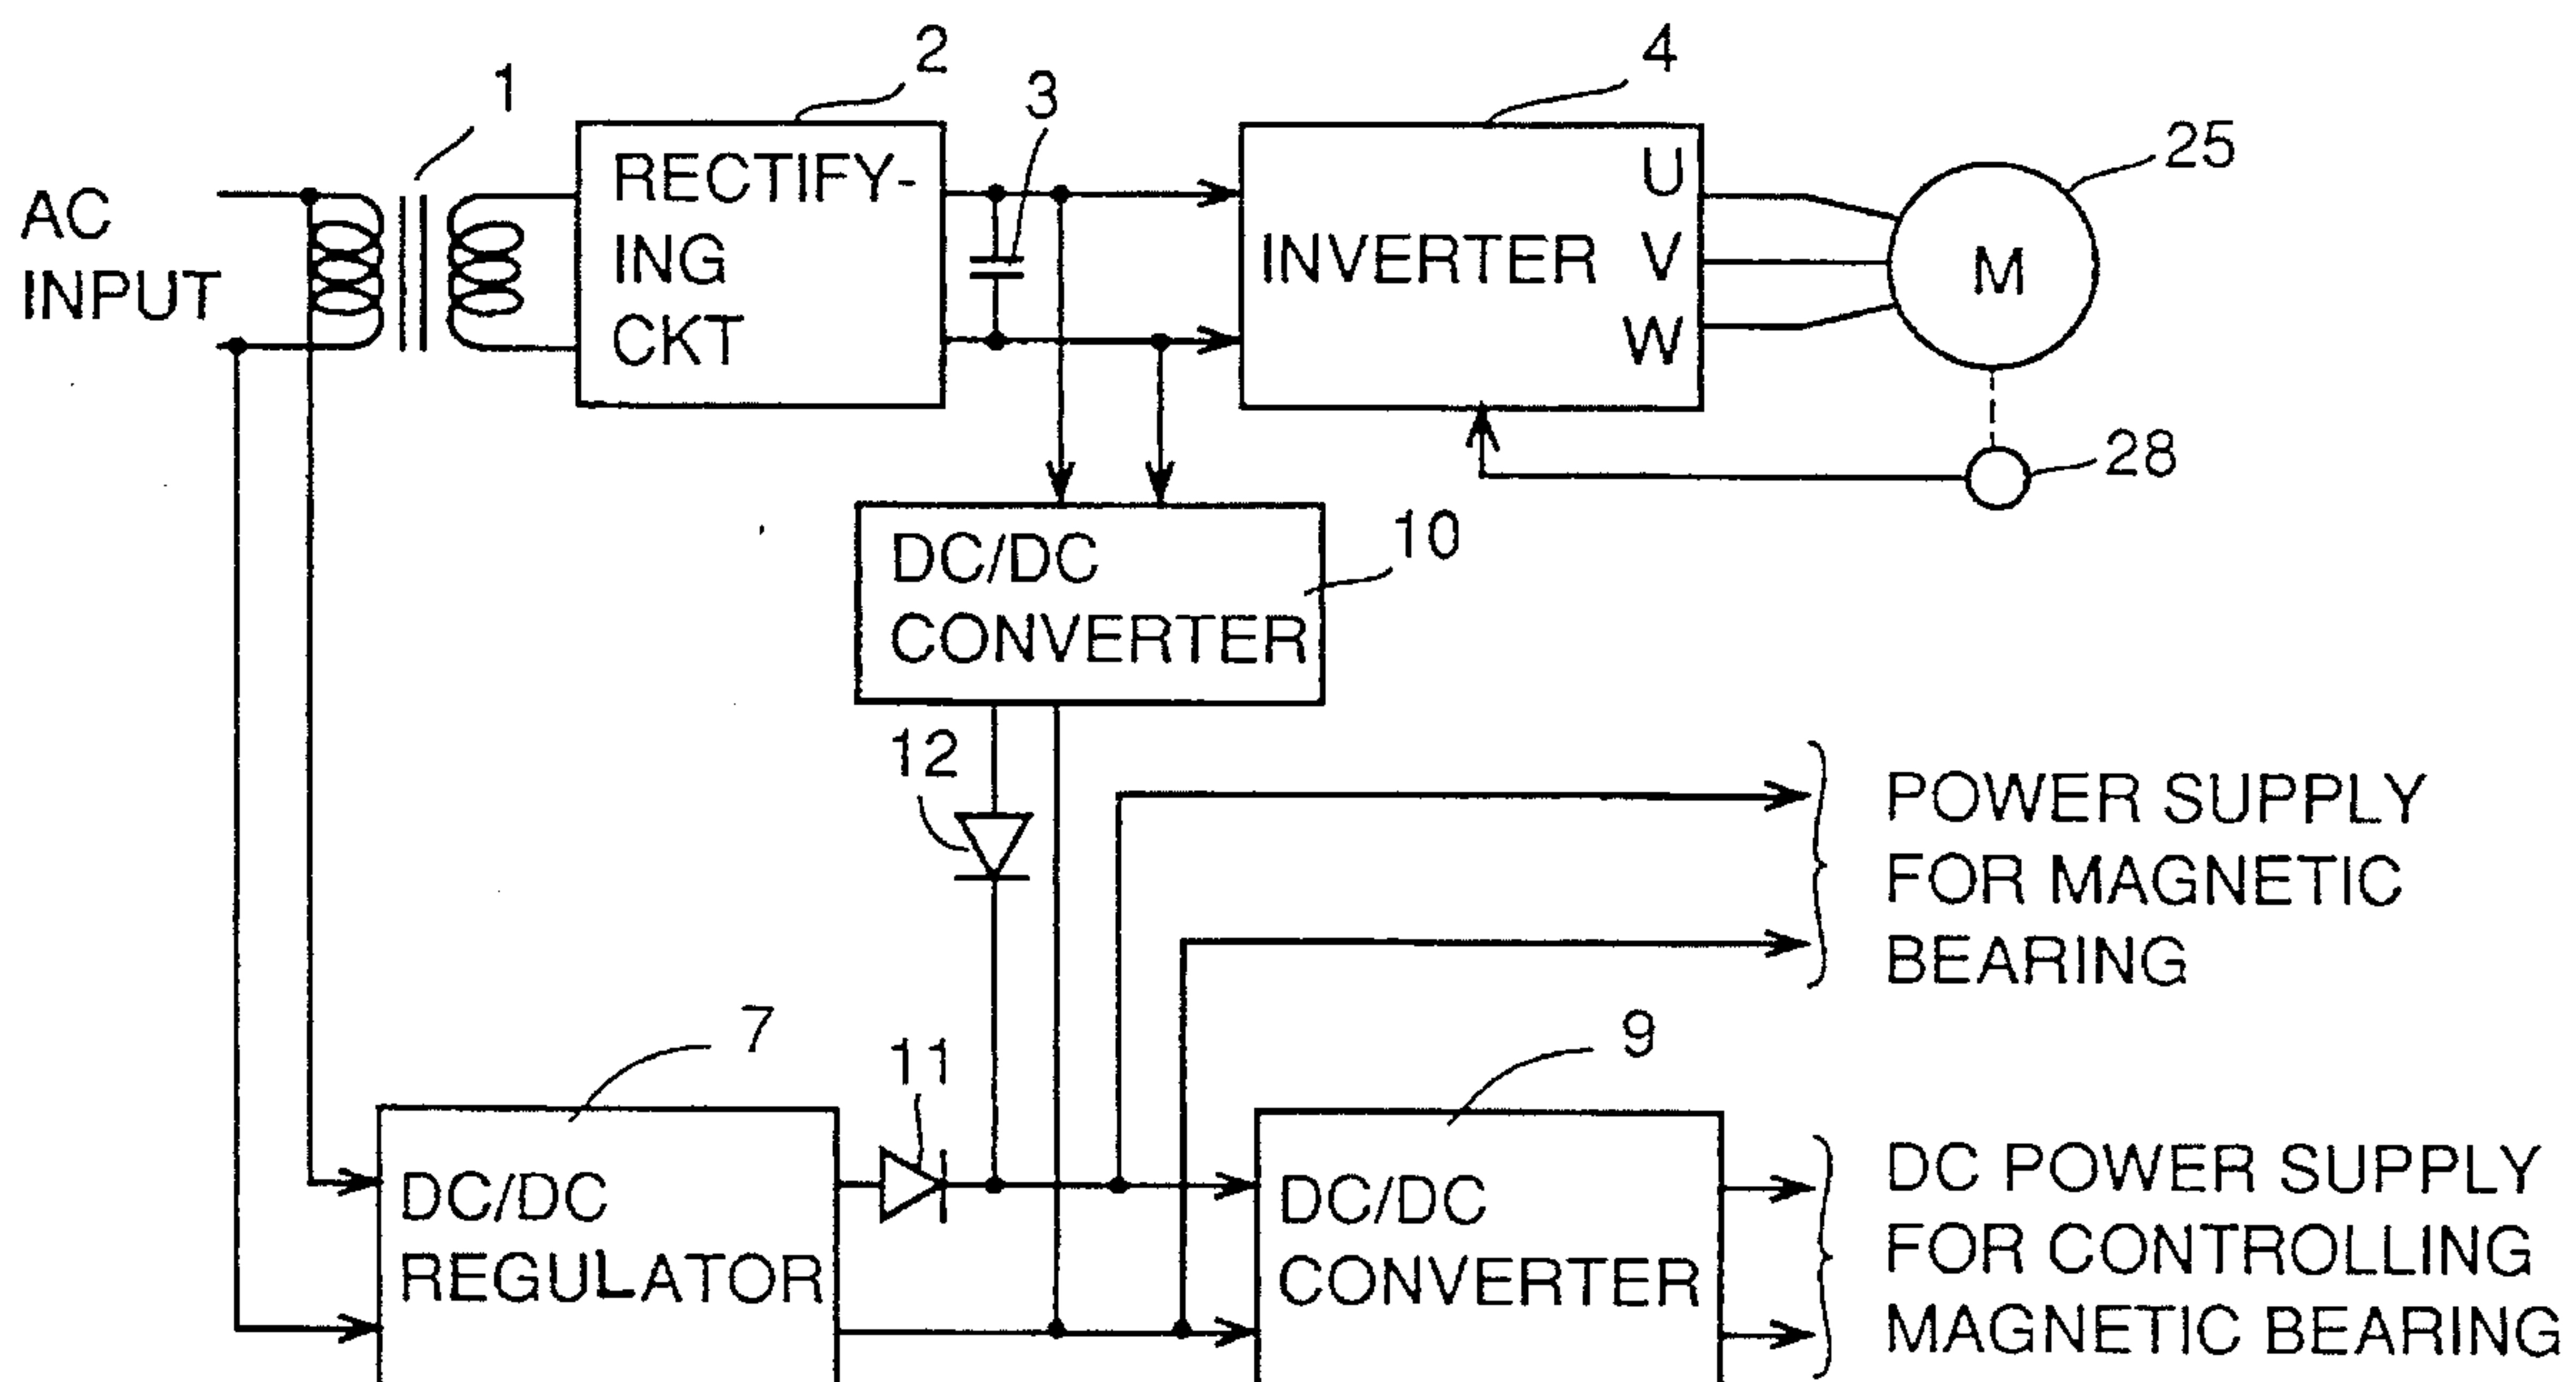 1
2
3
4
25
AC
INPUT
RECTIFY-
ING
CKT
INVERTER
U
V
W
M
28
10
DC/DC
CONVERTER
12
POWER SUPPLY
FOR MAGNETIC
BEARING
7
11
9
DC/DC
REGULATOR
DC/DC
CONVERTER
DC POWER SUPPLY
FOR CONTROLLING
MAGNETIC BEARING